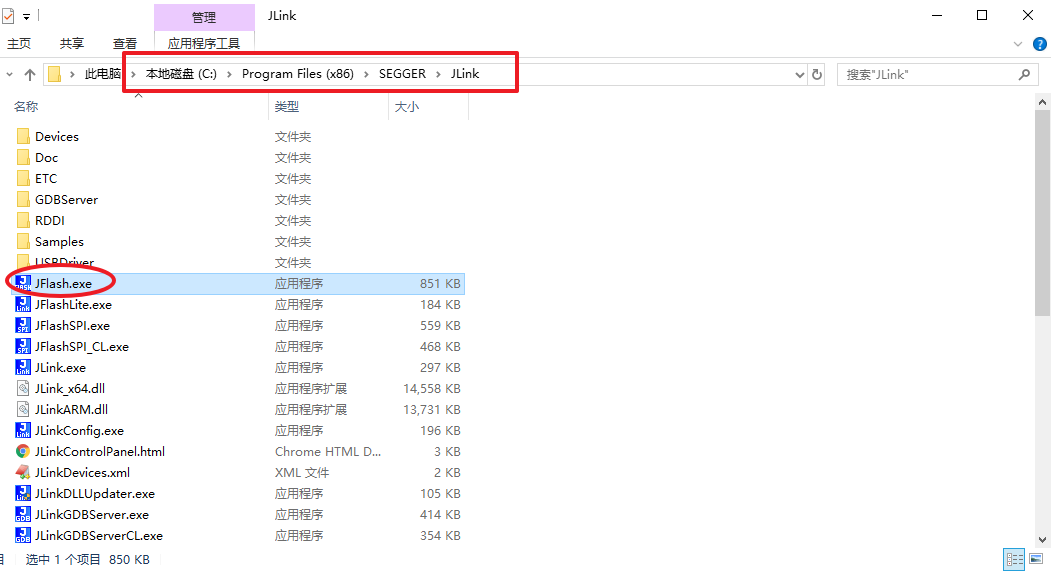 管理 JLink
主页 共享 查看 应用程序工具
此电脑 本地磁盘 (C:) Program Files (x86) SEGGER JLink 搜索"JLink"
名称 类型 大小
Devices 文件夹
Doc 文件夹
ETC 文件夹
GDBServer 文件夹
RDDI 文件夹
Samples 文件夹
USBDriver 文件夹
JFlash.exe 应用程序 851 KB
JFlashLite.exe 应用程序 184 KB
JFlashSPI.exe 应用程序 559 KB
JFlashSPI_CL.exe 应用程序 468 KB
JLink.exe 应用程序 297 KB
JLink_x64.dll 应用程序扩展 14,558 KB
JLinkARM.dll 应用程序扩展 13,731 KB
JLinkConfig.exe 应用程序 196 KB
JLinkControlPanel.html Chrome HTML D... 3 KB
JLinkDevices.xml XML 文件 2 KB
JLinkDLLUpdater.exe 应用程序 105 KB
JLinkGDBServer.exe 应用程序 414 KB
JLinkGDBServerCL.exe 应用程序 354 KB
选中 1 个项目 850 KB